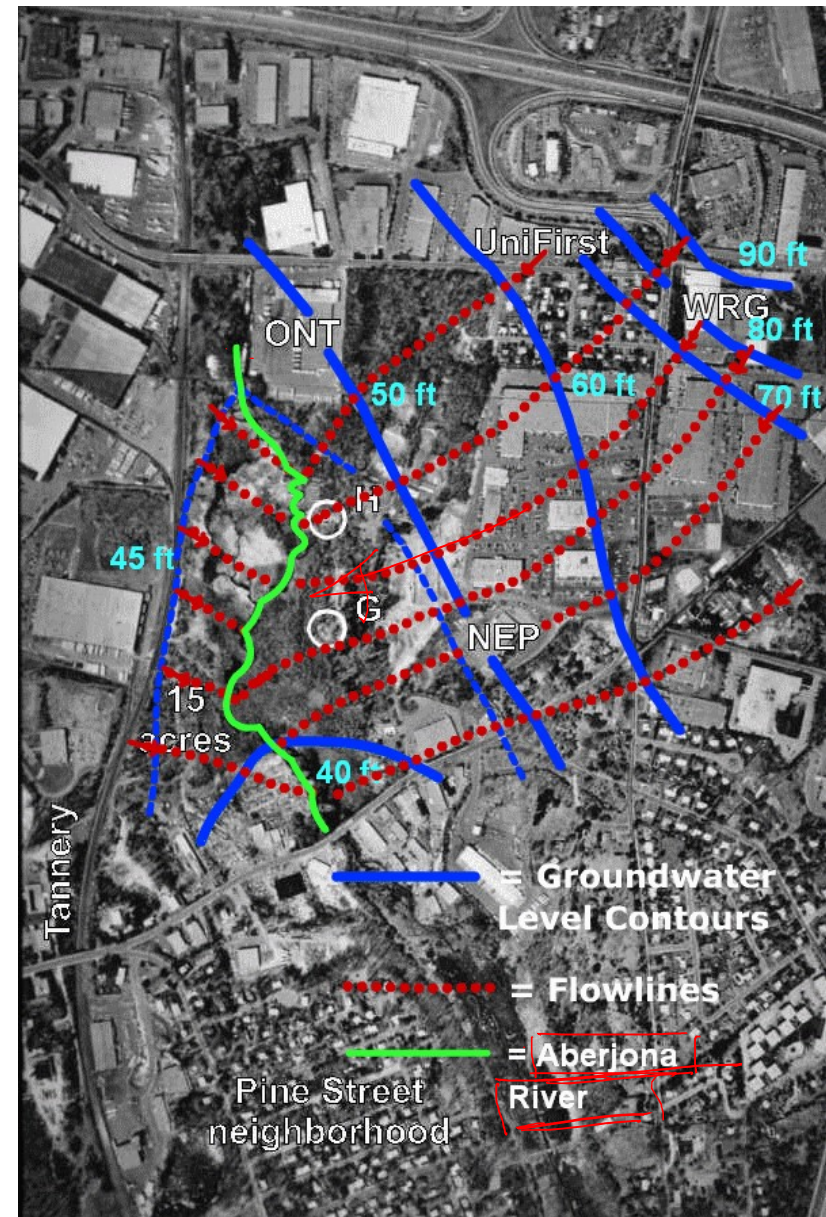 UniFirst
90 ft
WRG
80 ft
ONT
50 ft
60 ft
70 ft
H
45 ft
G
NEP
15
acres
40 ft
Tannery
= Groundwater
Level Contours
= Flowlines
= Aberjona
River
Pine Street
neighborhood